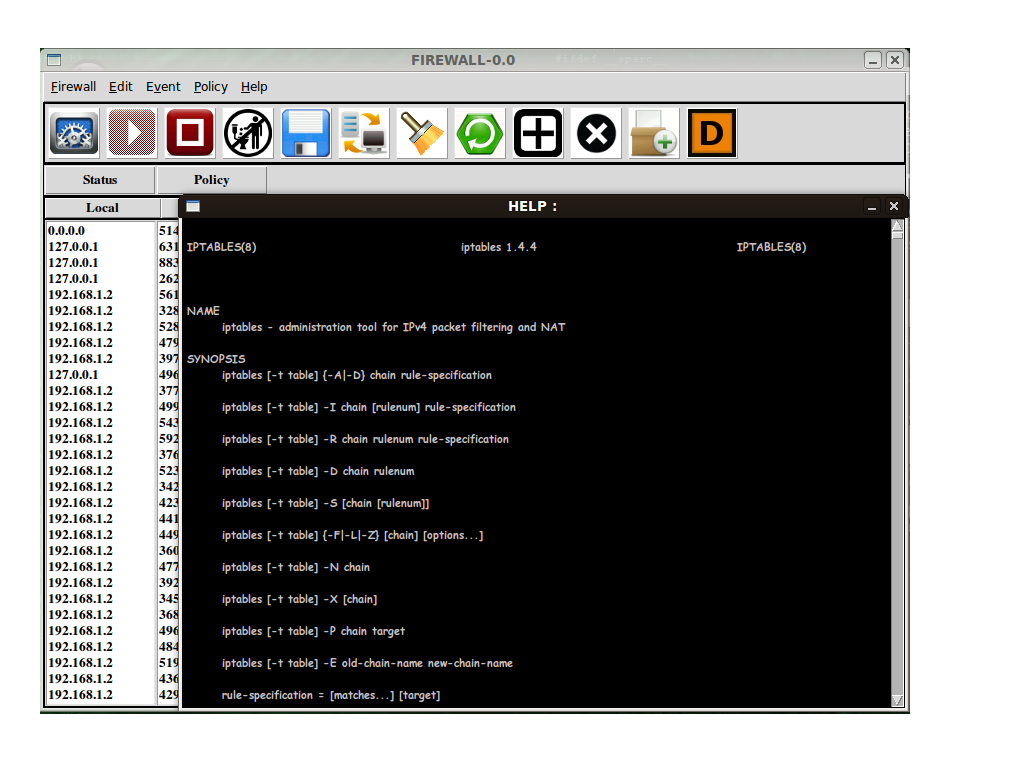 FIREWALL-0.0
Firewall Edit Event Policy Help
D
Status Policy
Local
HELP :
0.0.0.0 514
127.0.0.1 631
127.0.0.1 883
127.0.0.1 262
192.168.1.2 561
192.168.1.2 328
192.168.1.2 528
192.168.1.2 479
192.168.1.2 397
127.0.0.1 496
192.168.1.2 377
192.168.1.2 499
192.168.1.2 543
192.168.1.2 592
192.168.1.2 376
192.168.1.2 523
192.168.1.2 342
192.168.1.2 423
192.168.1.2 441
192.168.1.2 449
192.168.1.2 360
192.168.1.2 477
192.168.1.2 392
192.168.1.2 345
192.168.1.2 368
192.168.1.2 496
192.168.1.2 484
192.168.1.2 519
192.168.1.2 436
192.168.1.2 429
IPTABLES(8) iptables 1.4.4 IPTABLES(8)
NAME
iptables - administration tool for IPv4 packet filtering and NAT
SYNOPSIS
iptables [-t table] {-A|-D} chain rule-specification
iptables [-t table] -I chain [rulenum] rule-specification
iptables [-t table] -R chain rulenum rule-specification
iptables [-t table] -D chain rulenum
iptables [-t table] -S [chain [rulenum]]
iptables [-t table] {-F|-L|-Z} [chain] [options...]
iptables [-t table] -N chain
iptables [-t table] -X [chain]
iptables [-t table] -P chain target
iptables [-t table] -E old-chain-name new-chain-name
rule-specification = [matches...] [target]